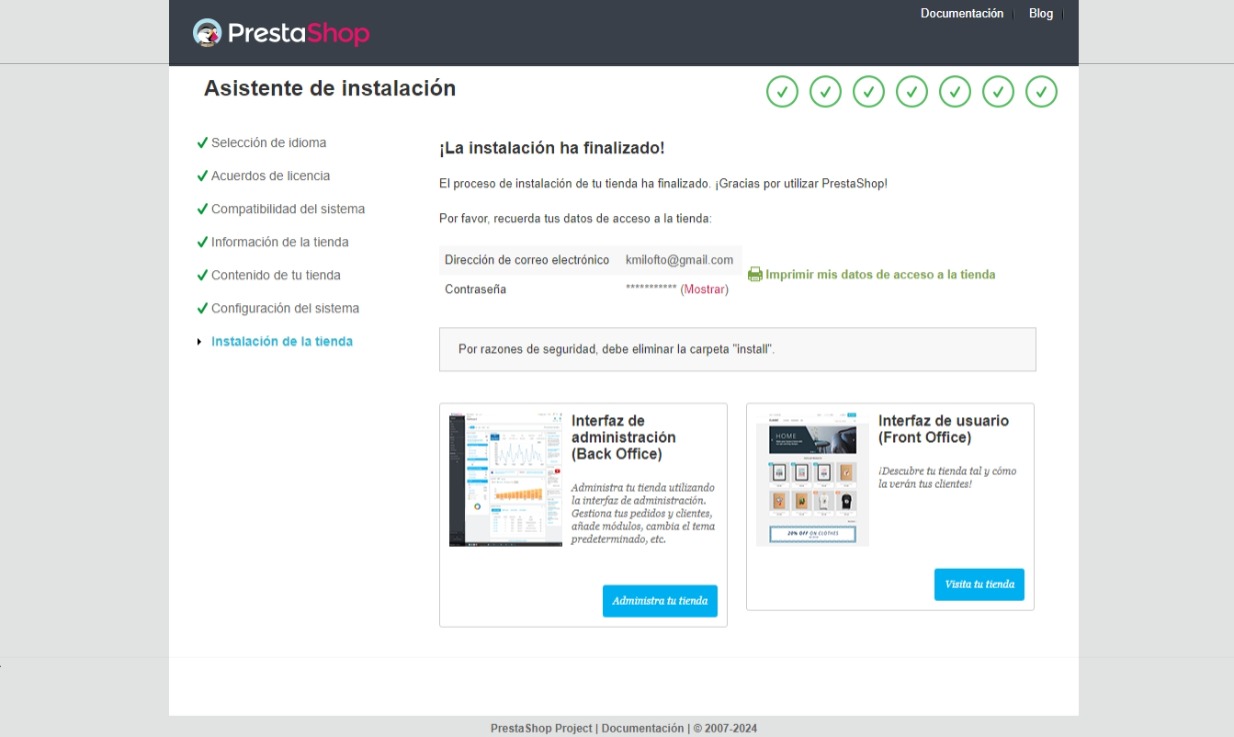 Documentación
Blog
PrestaShop
Asistente de instalación
Selección de idioma
Acuerdos de licencia
Compatibilidad del sistema
Información de la tienda
Contenido de tu tienda
Configuración del sistema
Instalación de la tienda
¡La instalación ha finalizado!
El proceso de instalación de tu tienda ha finalizado. ¡Gracias por utilizar PrestaShop!
Por favor, recuerda tus datos de acceso a la tienda:
Dirección de correo electrónico kmilofto@gmail.com
Contraseña *********** (Mostrar)
Imprimir mis datos de acceso a la tienda
Por razones de seguridad, debe eliminar la carpeta "install".
Interfaz de
administración
(Back Office)
Administra tu tienda utilizando
la interfaz de administración.
Gestiona tus pedidos y clientes,
añade módulos, cambia el tema
predeterminado, etc.
Administra tu tienda
HOME
20% OFF ON CLOTHES
Interfaz de usuario
(Front Office)
¡Descubre tu tienda tal y cómo
la verán tus clientes!
Visita tu tienda
PrestaShop Project | Documentación | © 2007-2024